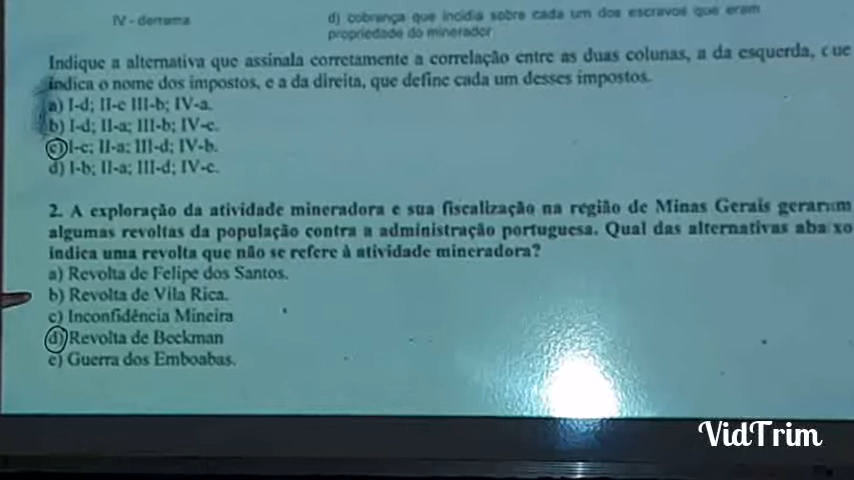 IV - derrama
d) cobrança que incidia sobre cada um dos escravos que eram
propriedade do minerador
Indique a alternativa que assinala corretamente a correlação entre as duas colunas, a da esquerda, que
indica o nome dos impostos, e a da direita, que define cada um desses impostos.
a) I-d; II-c III-b; IV-a.
b) I-d; II-a; III-b; IV-c.
c) I-c; II-a; III-d; IV-b.
d) I-b; II-a; III-d; IV-c.
2. A exploração da atividade mineradora e sua fiscalização na região de Minas Gerais geraram
algumas revoltas da população contra a administração portuguesa. Qual das alternativas abaixo
indica uma revolta que não se refere à atividade mineradora?
a) Revolta de Felipe dos Santos.
b) Revolta de Vila Rica.
c) Inconfidência Mineira
d) Revolta de Beckman
e) Guerra dos Emboabas.
VidTrim